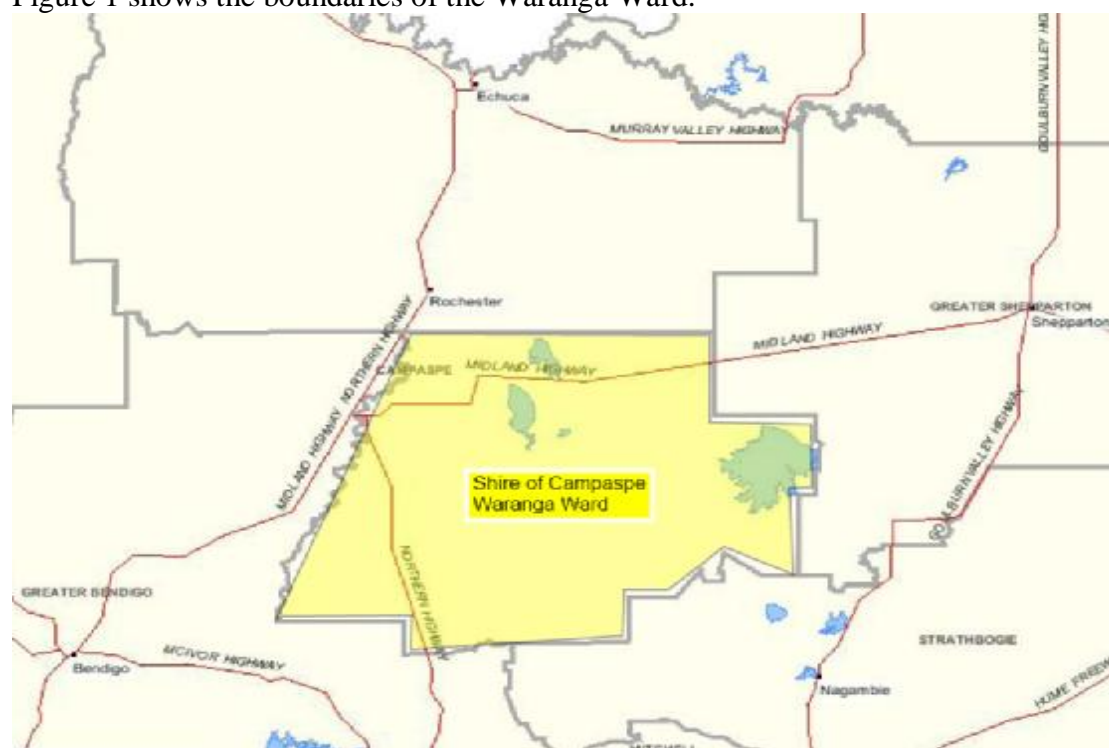 Figure 1 shows the boundaries of the Waranga Ward.
Echuca
MURRAY VALLEY HIGHWAY
GOULBURN VALLEY HIGHWAY
Rochester
GREATER SHEPPARTON
Shepparton
MIDLAND HIGHWAY
MIDLAND HIGHWAY
CAMPASPE
MIDLAND HIGHWAY NORTHERN HIGHWAY
Shire of Campaspe
Waranga Ward
GOULBURN VALLEY HIGHWAY
NORTHERN HIGHWAY
GREATER BENDIGO
Bendigo
MCIVOR HIGHWAY
STRATHBOGIE
Nagambie
HUME FREEW